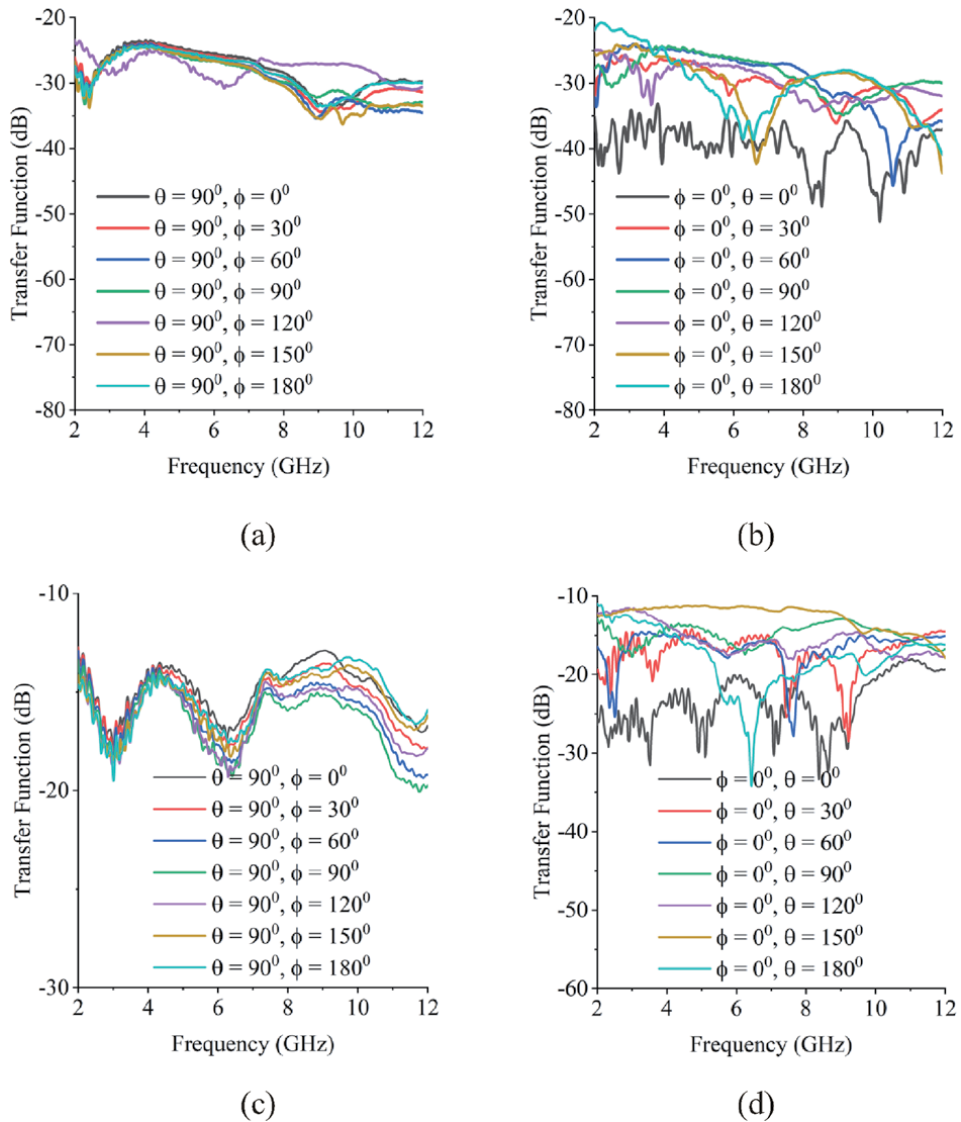 -20
-30
-40
-50
-60
-70
-80
Transfer Function (dB)
θ = 90⁰, ϕ = 0⁰
θ = 90⁰, ϕ = 30⁰
θ = 90⁰, ϕ = 60⁰
θ = 90⁰, ϕ = 90⁰
θ = 90⁰, ϕ = 120⁰
θ = 90⁰, ϕ = 150⁰
θ = 90⁰, ϕ = 180⁰
2 4 6 8 10 12
Frequency (GHz)
(a)
-20
-30
-40
-50
-60
-70
-80
Transfer Function (dB)
ϕ = 0⁰, θ = 0⁰
ϕ = 0⁰, θ = 30⁰
ϕ = 0⁰, θ = 60⁰
ϕ = 0⁰, θ = 90⁰
ϕ = 0⁰, θ = 120⁰
ϕ = 0⁰, θ = 150⁰
ϕ = 0⁰, θ = 180⁰
2 4 6 8 10 12
Frequency (GHz)
(b)
-10
-20
-30
Transfer Function (dB)
θ = 90⁰, ϕ = 0⁰
θ = 90⁰, ϕ = 30⁰
θ = 90⁰, ϕ = 60⁰
θ = 90⁰, ϕ = 90⁰
θ = 90⁰, ϕ = 120⁰
θ = 90⁰, ϕ = 150⁰
θ = 90⁰, ϕ = 180⁰
2 4 6 8 10 12
Frequency (GHz)
(c)
-10
-20
-30
-40
-50
-60
Transfer Function (dB)
ϕ = 0⁰, θ = 0⁰
ϕ = 0⁰, θ = 30⁰
ϕ = 0⁰, θ = 60⁰
ϕ = 0⁰, θ = 90⁰
ϕ = 0⁰, θ = 120⁰
ϕ = 0⁰, θ = 150⁰
ϕ = 0⁰, θ = 180⁰
2 4 6 8 10 12
Frequency (GHz)
(d)